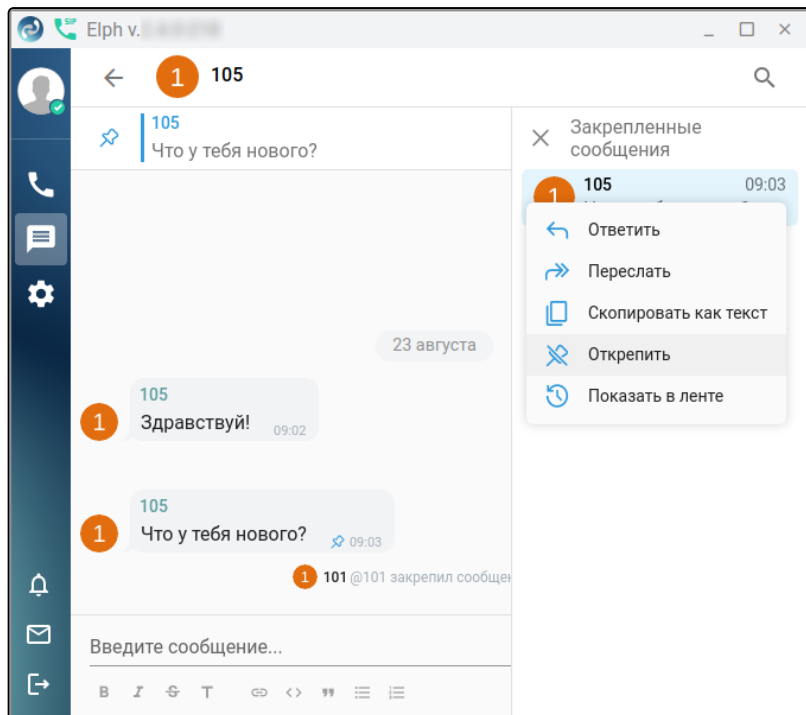 SIP
Elph v.
1
105
105
Что у тебя нового?
Закрепленные
сообщения
1
105
09:03
Ответить
Переслать
Скопировать как текст
Открепить
Показать в ленте
23 августа
105
1
Здравствуй!
09:02
105
1
Что у тебя нового?
09:03
1
101 @101 закрепил
Введите сообщение...
B I S T